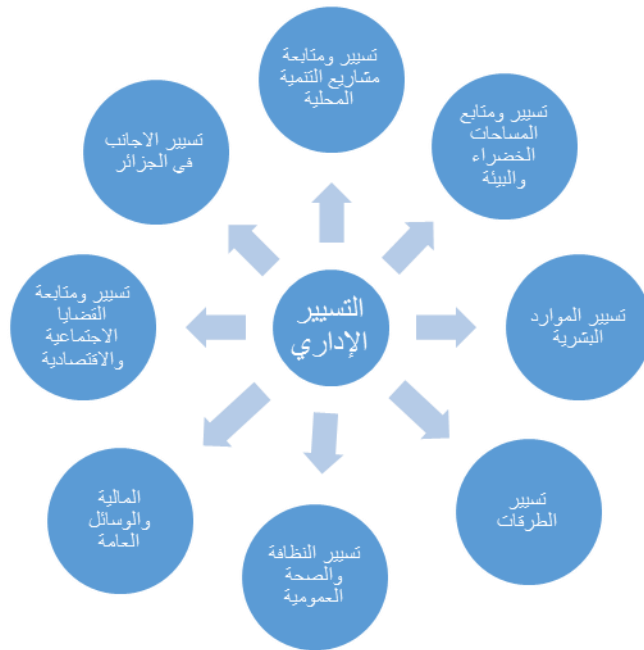 تسيير ومتابعة
مشاريع التنمية
المحلية
تسيير ومتابع
المساحات
الخضراء
والبيئة
تسيير الموارد
البشرية
تسيير
الطرقات
تسيير النظافة
والصحة
العمومية
المالية
والوسائل
العامة
تسيير ومتابعة
القضايا
الاجتماعية
والاقتصادية
تسيير الاجانب
في الجزائر
التسيير
الإداري